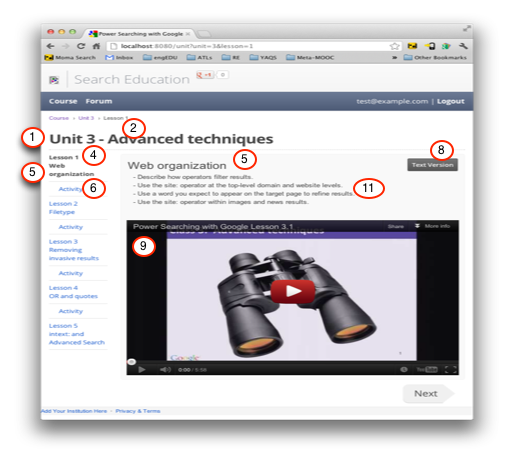 Power Searching with Google
localhost:8080/unit?unit=3&lesson=1
Moma Search Inbox engEDU ATLs RE YAQS Meta-MOOC » Other Bookmarks
Search Education +1 0
Course Forum test@example.com | Logout
Course › Unit 3 › Lesson 1
2
1 Unit 3 - Advanced techniques
8
Lesson 1 4
Web organization
5
Text Version
5 Web
organization
- Describe how operators filter results.
- Use the site: operator at the top-level domain and website levels.
- Use a word you expect to appear on the target page to refine results.
- Use the site: operator within images and news results.
11
Activity 6
Lesson 2
Filetype
Activity
Lesson 3
Removing
invasive results
Activity
Lesson 4
OR and quotes
Activity
Lesson 5
intext: and
Advanced Search
Power Searching with Google Lesson 3.1 Share More info
9
Advanced techniques
Google
0:00 / 5:56
Next
Add Your Institution Here - Privacy & Terms